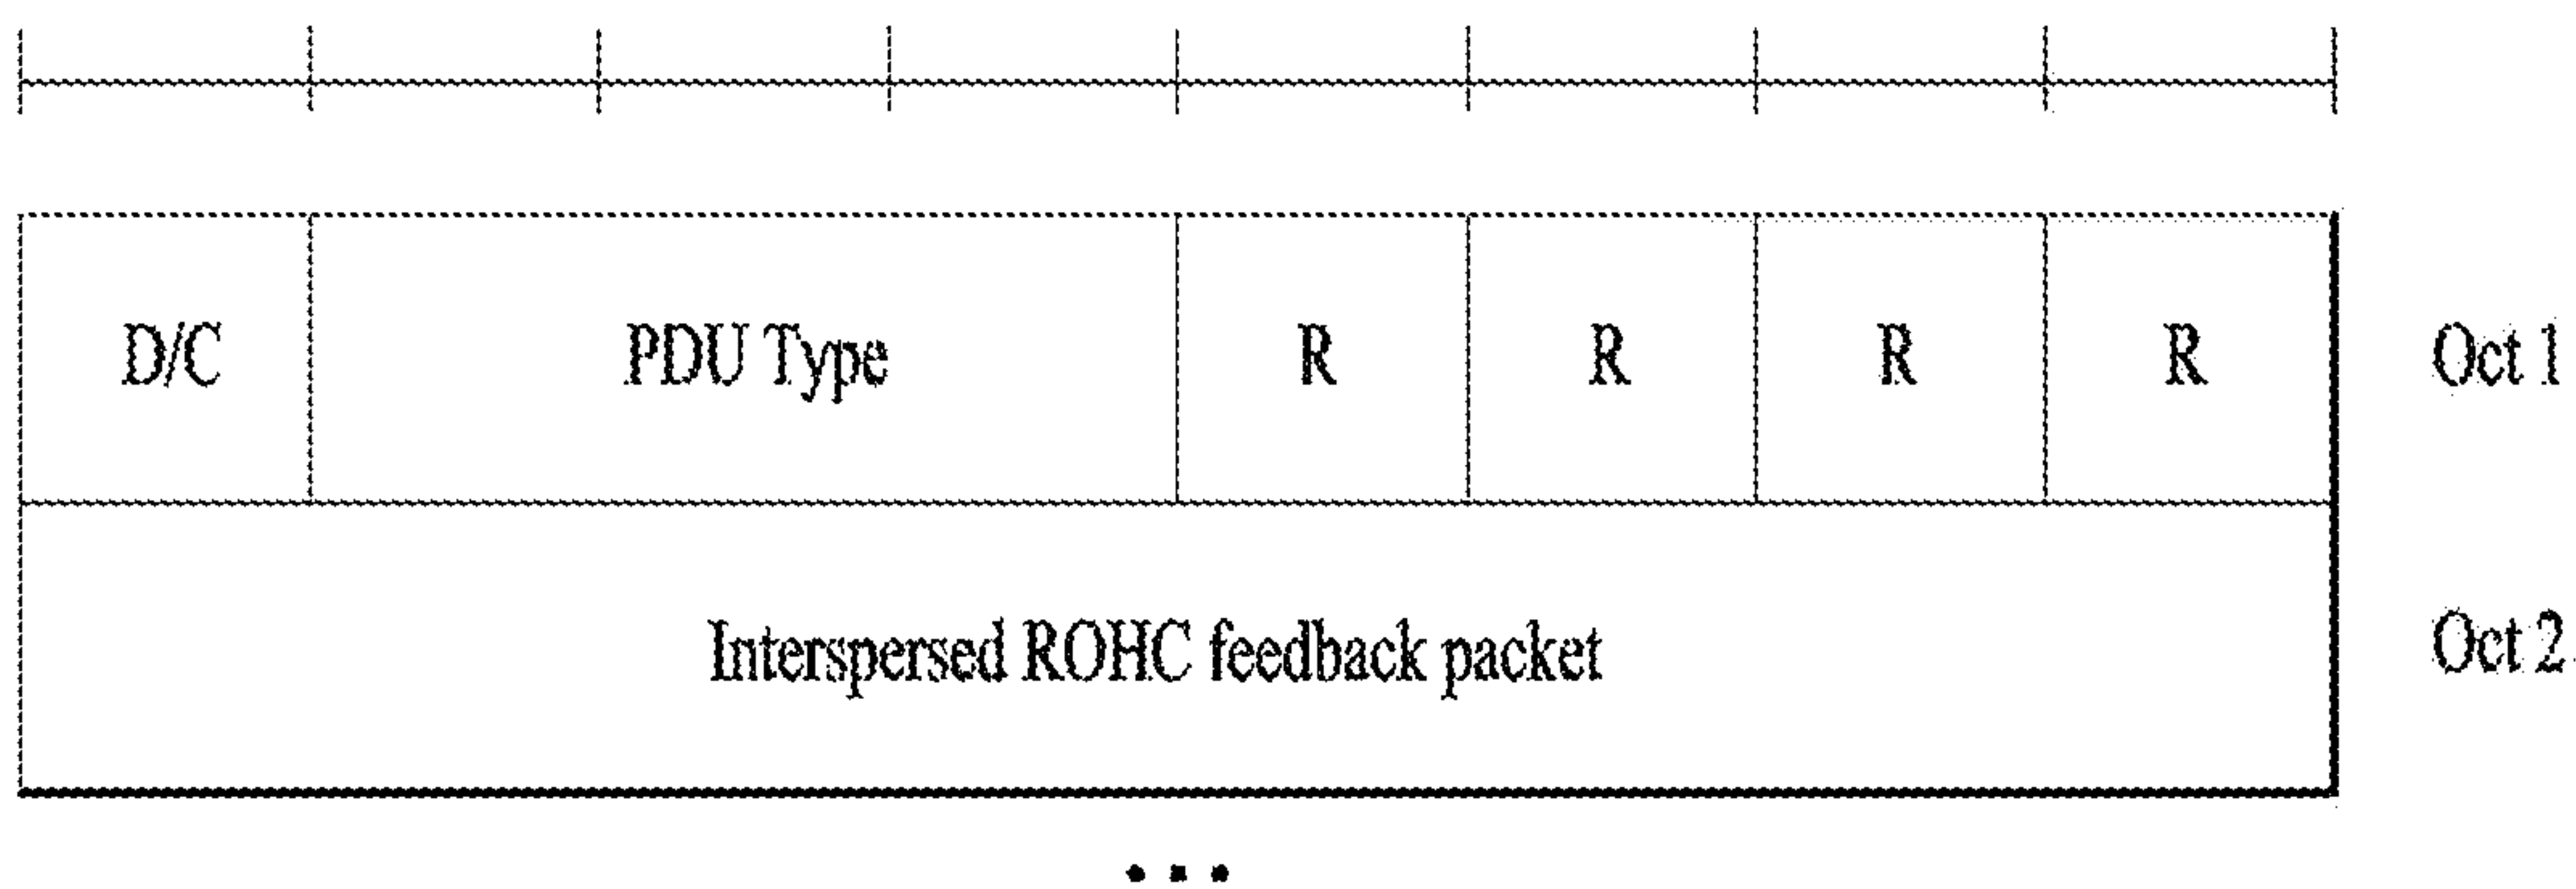 D/C PDU Type R R R R Oct 1
Interspersed ROHC feedback packet Oct 2
...